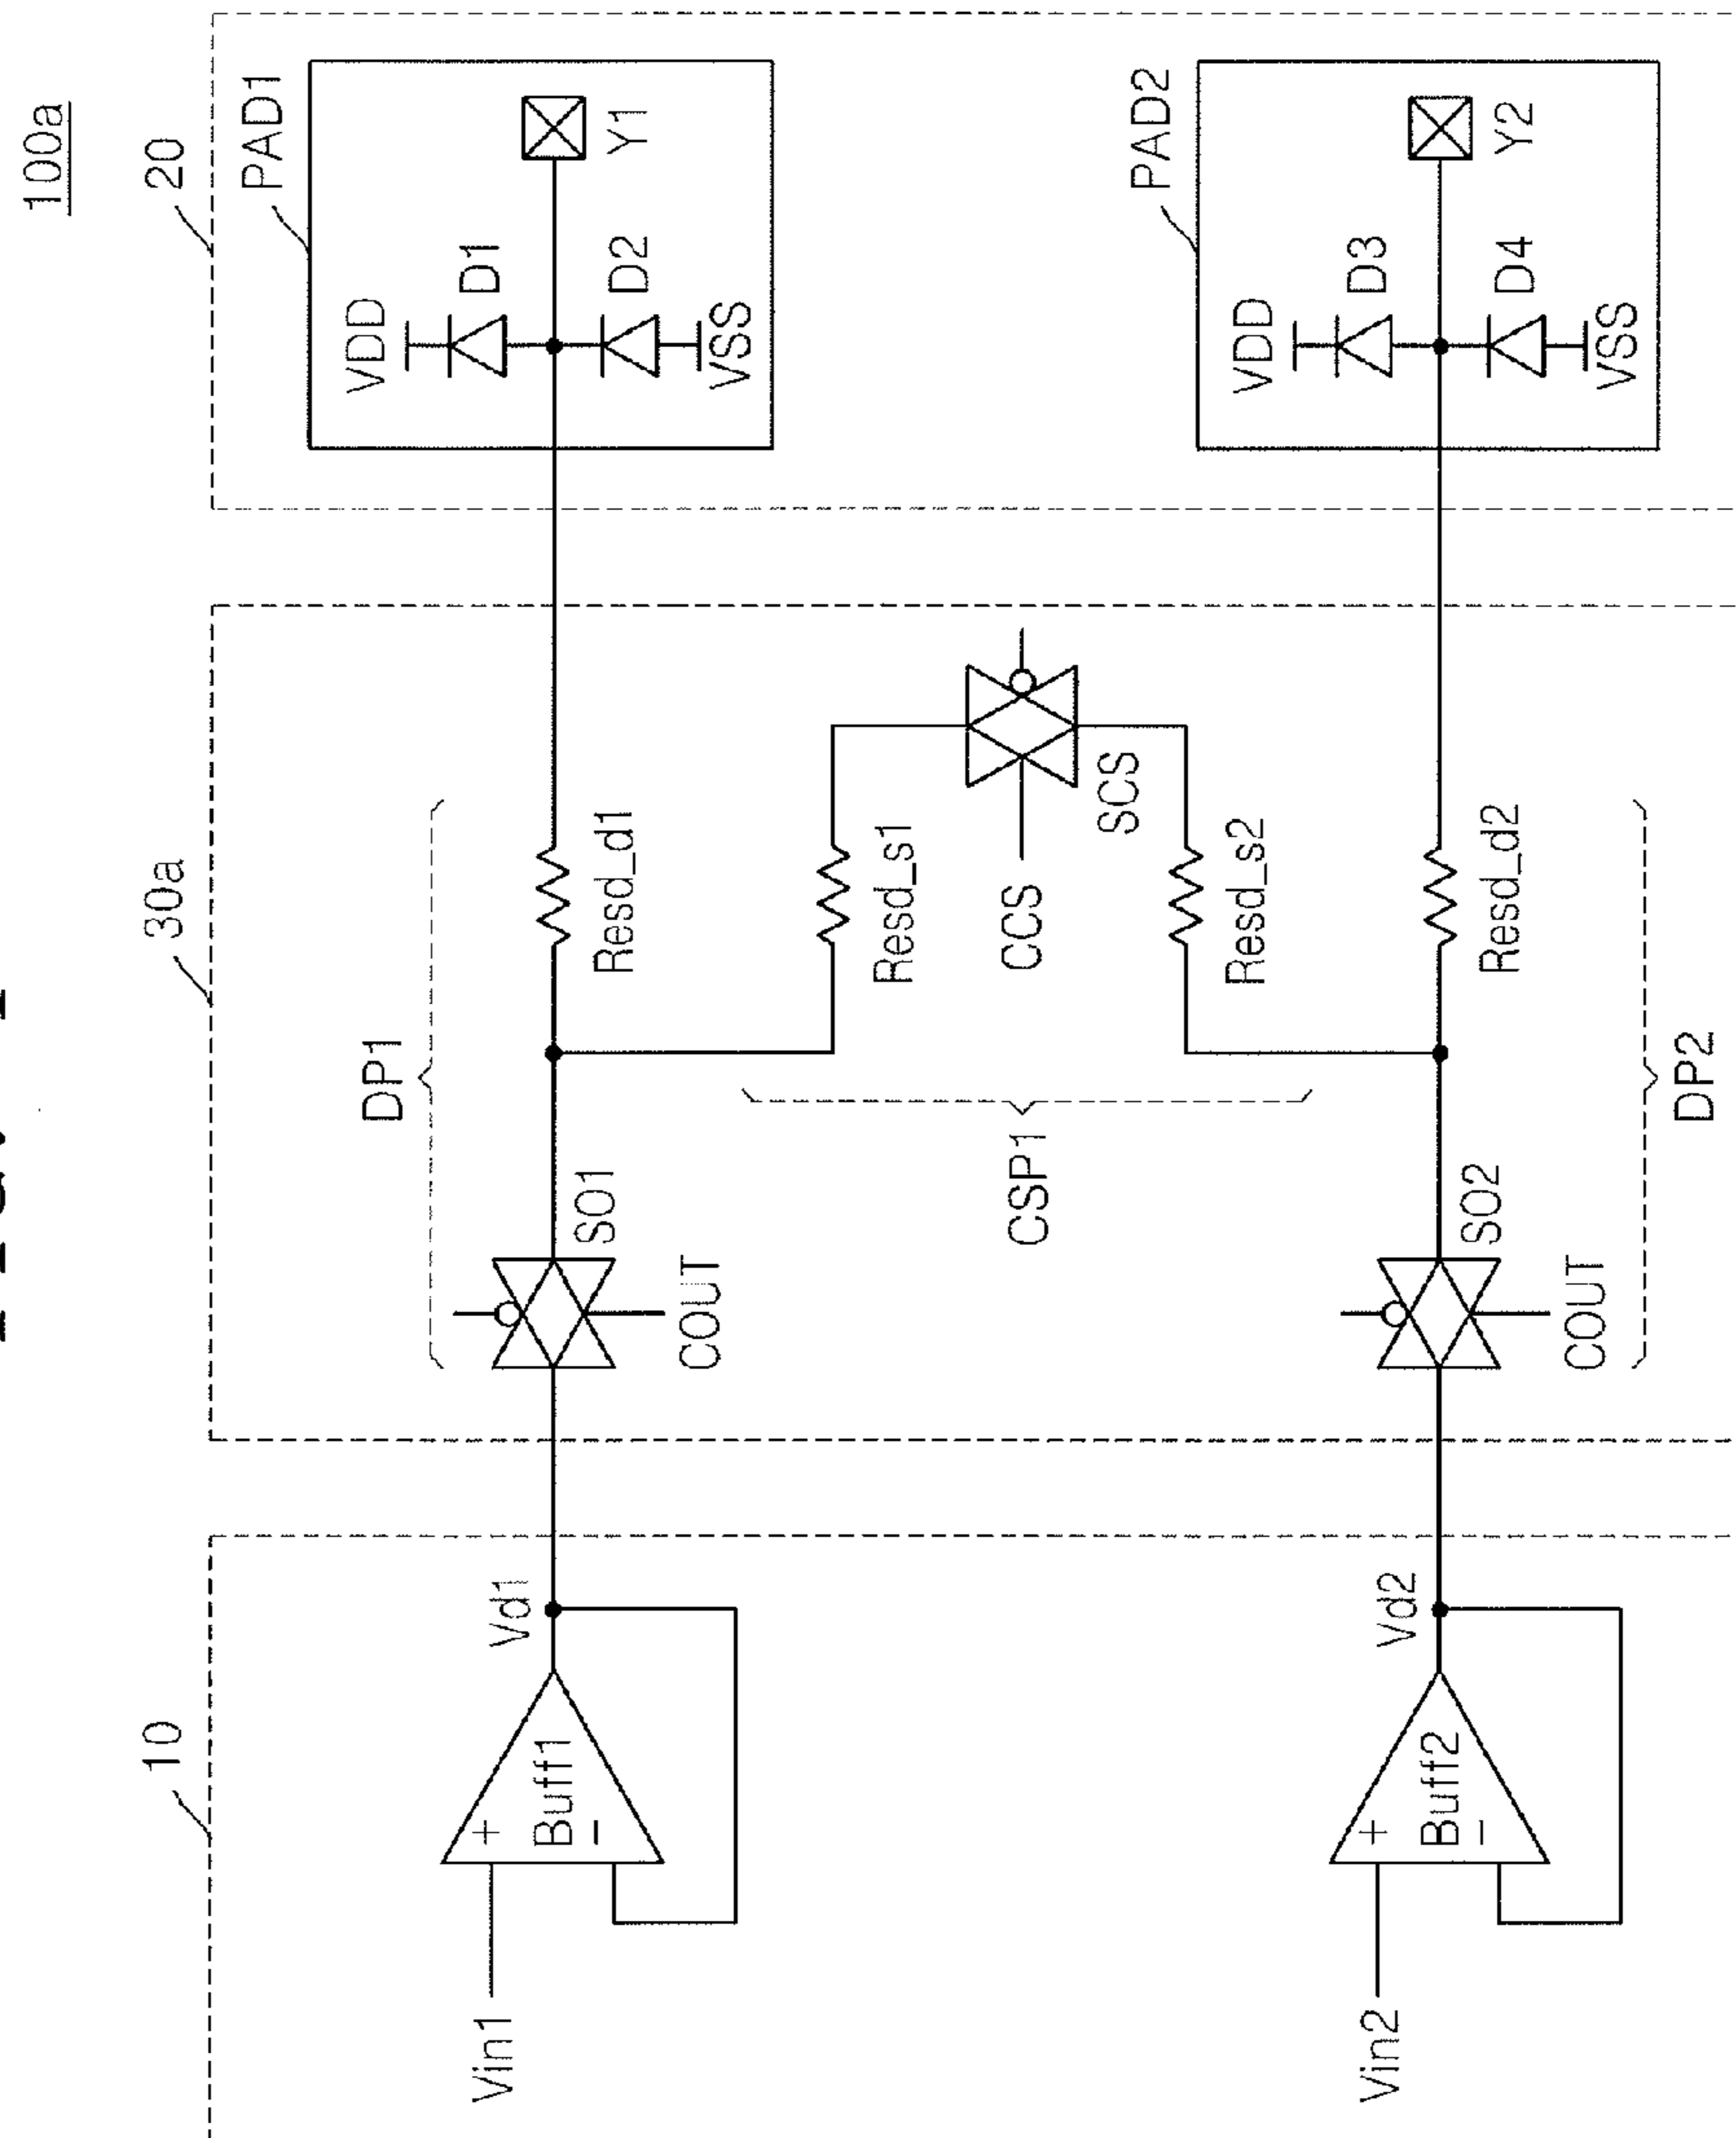 100a
10
30a
20
Vin1
+
Buff1
−
Vd1
DP1
SO1
COUT
Resd_d1
PAD1
VDD
D1
D2
VSS
Y1
CSP1
Resd_s1
CCS
SCS
Resd_s2
Vin2
+
Buff2
−
Vd2
SO2
COUT
Resd_d2
DP2
PAD2
VDD
D3
D4
VSS
Y2